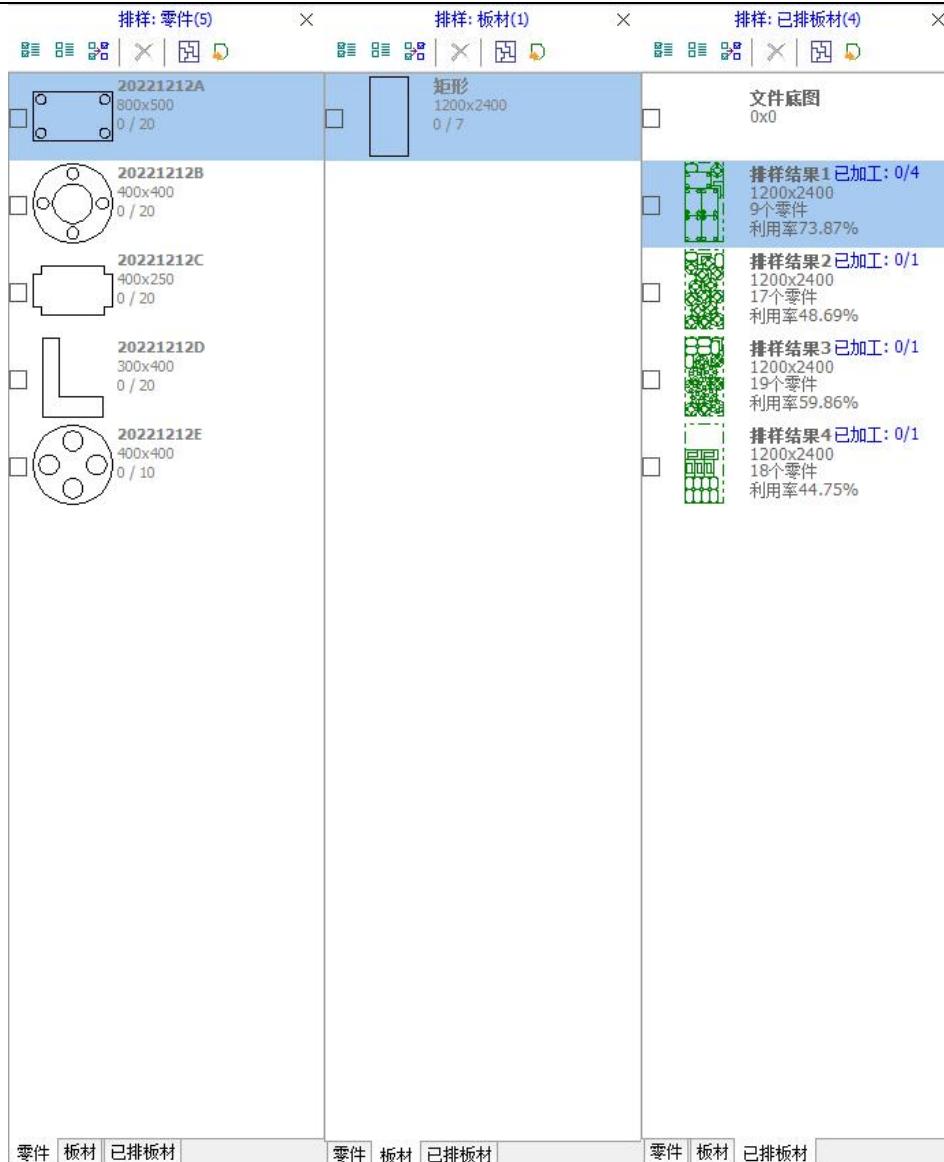 排样: 零件(5)
20221212A
800x500
0 / 20
20221212B
400x400
0 / 20
20221212C
400x250
0 / 20
20221212D
300x400
0 / 20
20221212E
400x400
0 / 10
零件 板材 已排板材
排样: 板材(1)
矩形
1200x2400
0 / 7
零件 板材 已排板材
排样: 已排板材(4)
文件底图
0x0
排样结果1 已加工: 0/4
1200x2400
9个零件
利用率73.87%
排样结果2 已加工: 0/1
1200x2400
17个零件
利用率48.69%
排样结果3 已加工: 0/1
1200x2400
19个零件
利用率59.86%
排样结果4 已加工: 0/1
1200x2400
18个零件
利用率44.75%
零件 板材 已排板材